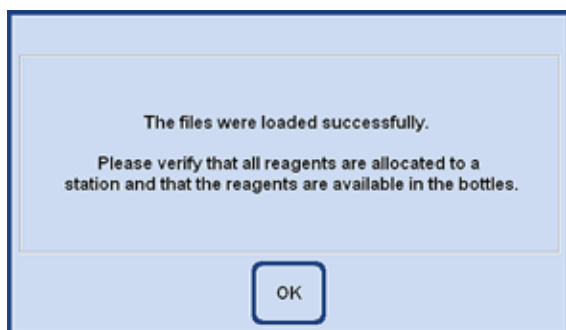 The files were loaded successfully.
Please verify that all reagents are allocated to a
station and that the reagents are available in the bottles.
OK